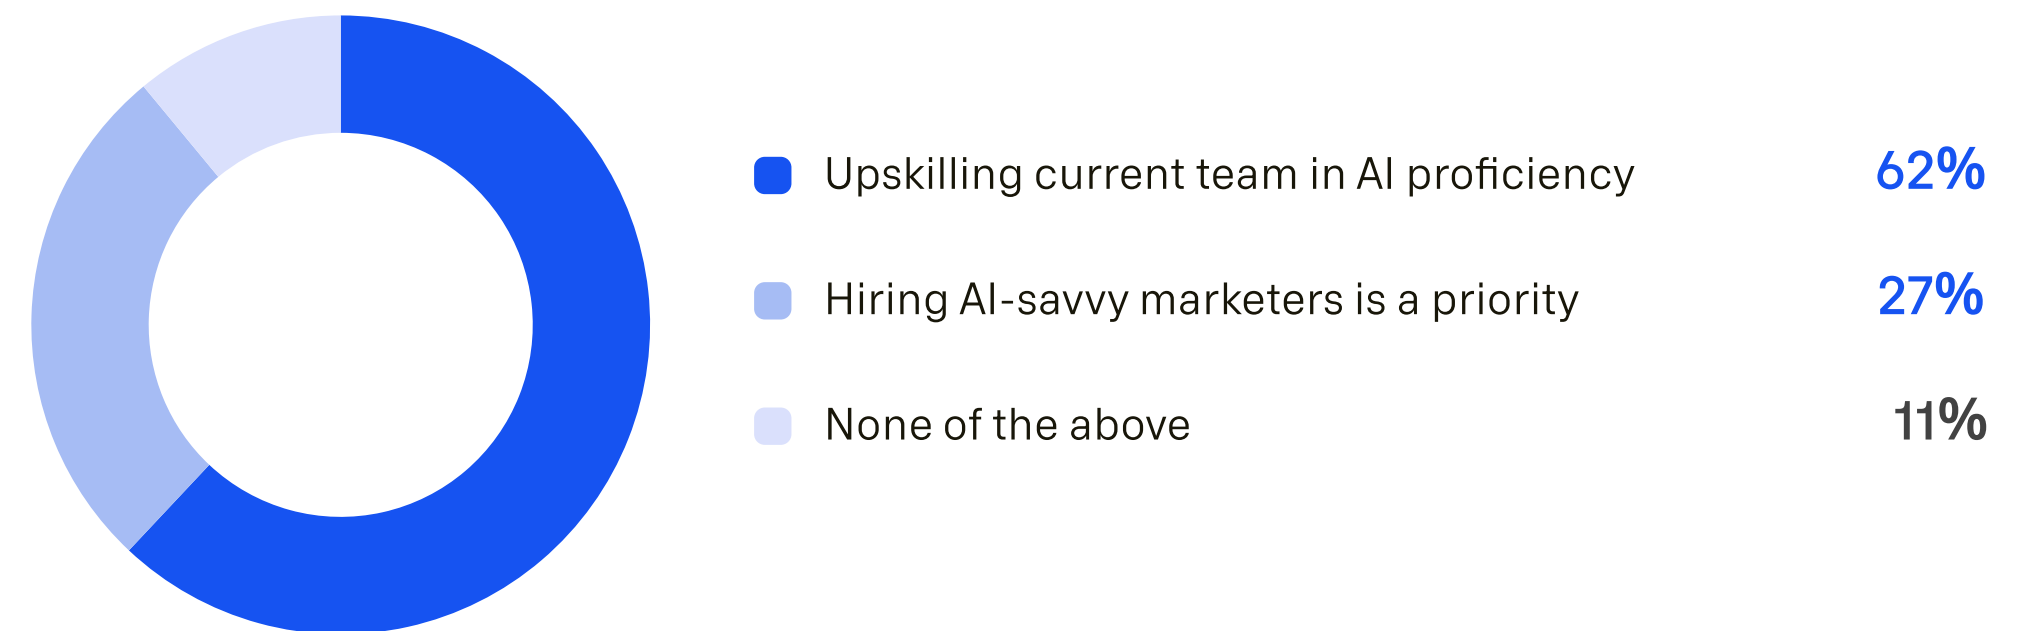 Upskilling current team in AI proficiency 62%
Hiring AI-savvy marketers is a priority 27%
None of the above 11%